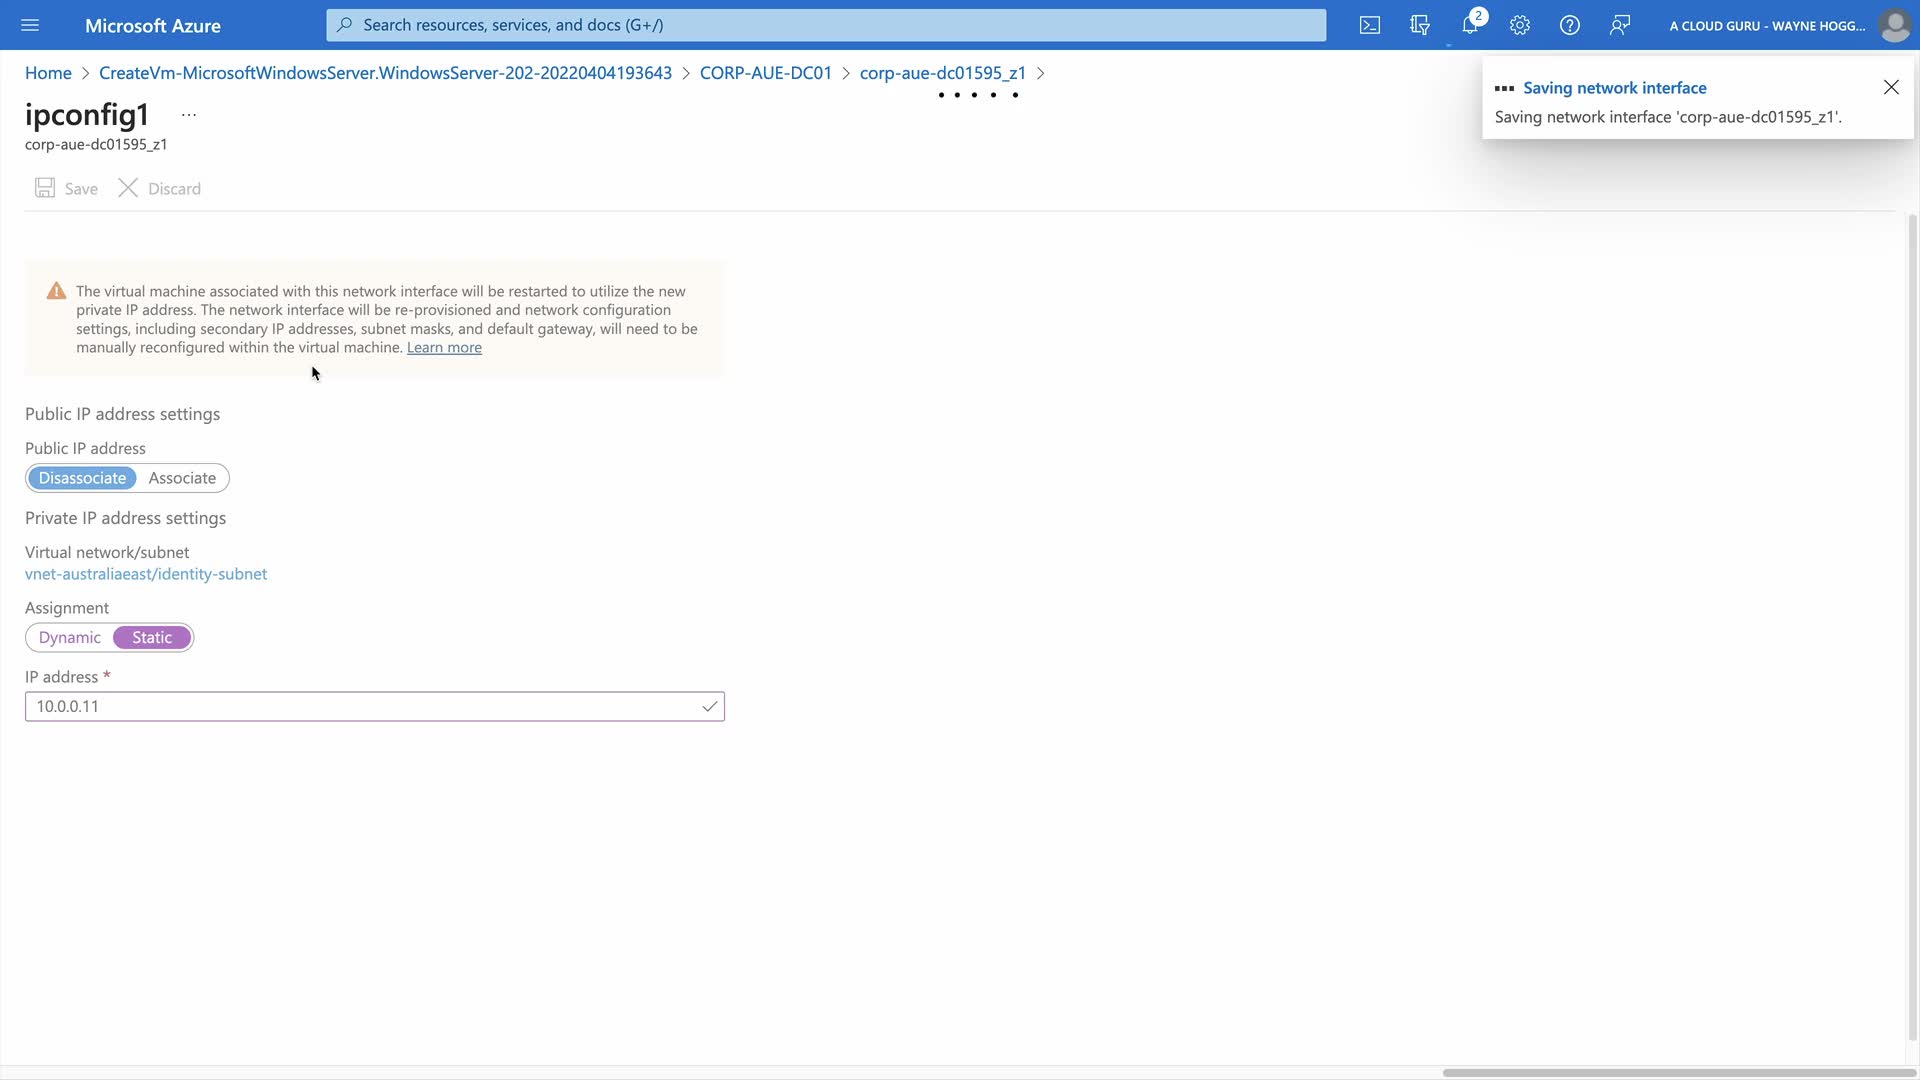 Microsoft Azure
Search resources, services, and docs (G+/)
2
A CLOUD GURU - WAYNE HOGG...
Home > CreateVm-MicrosoftWindowsServer.WindowsServer-202-20220404193643 > CORP-AUE-DC01 > corp-aue-dc01595_z1 >
ipconfig1 ...
corp-aue-dc01595_z1
Saving network interface
Saving network interface 'corp-aue-dc01595_z1'.
Save Discard
The virtual machine associated with this network interface will be restarted to utilize the new
private IP address. The network interface will be re-provisioned and network configuration
settings, including secondary IP addresses, subnet masks, and default gateway, will need to be
manually reconfigured within the virtual machine. Learn more
Public IP address settings
Public IP address
Disassociate Associate
Private IP address settings
Virtual network/subnet
vnet-australiaeast/identity-subnet
Assignment
Dynamic Static
IP address *
10.0.0.11